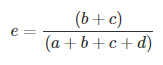 e = (b + c) / (a + b + c + d)